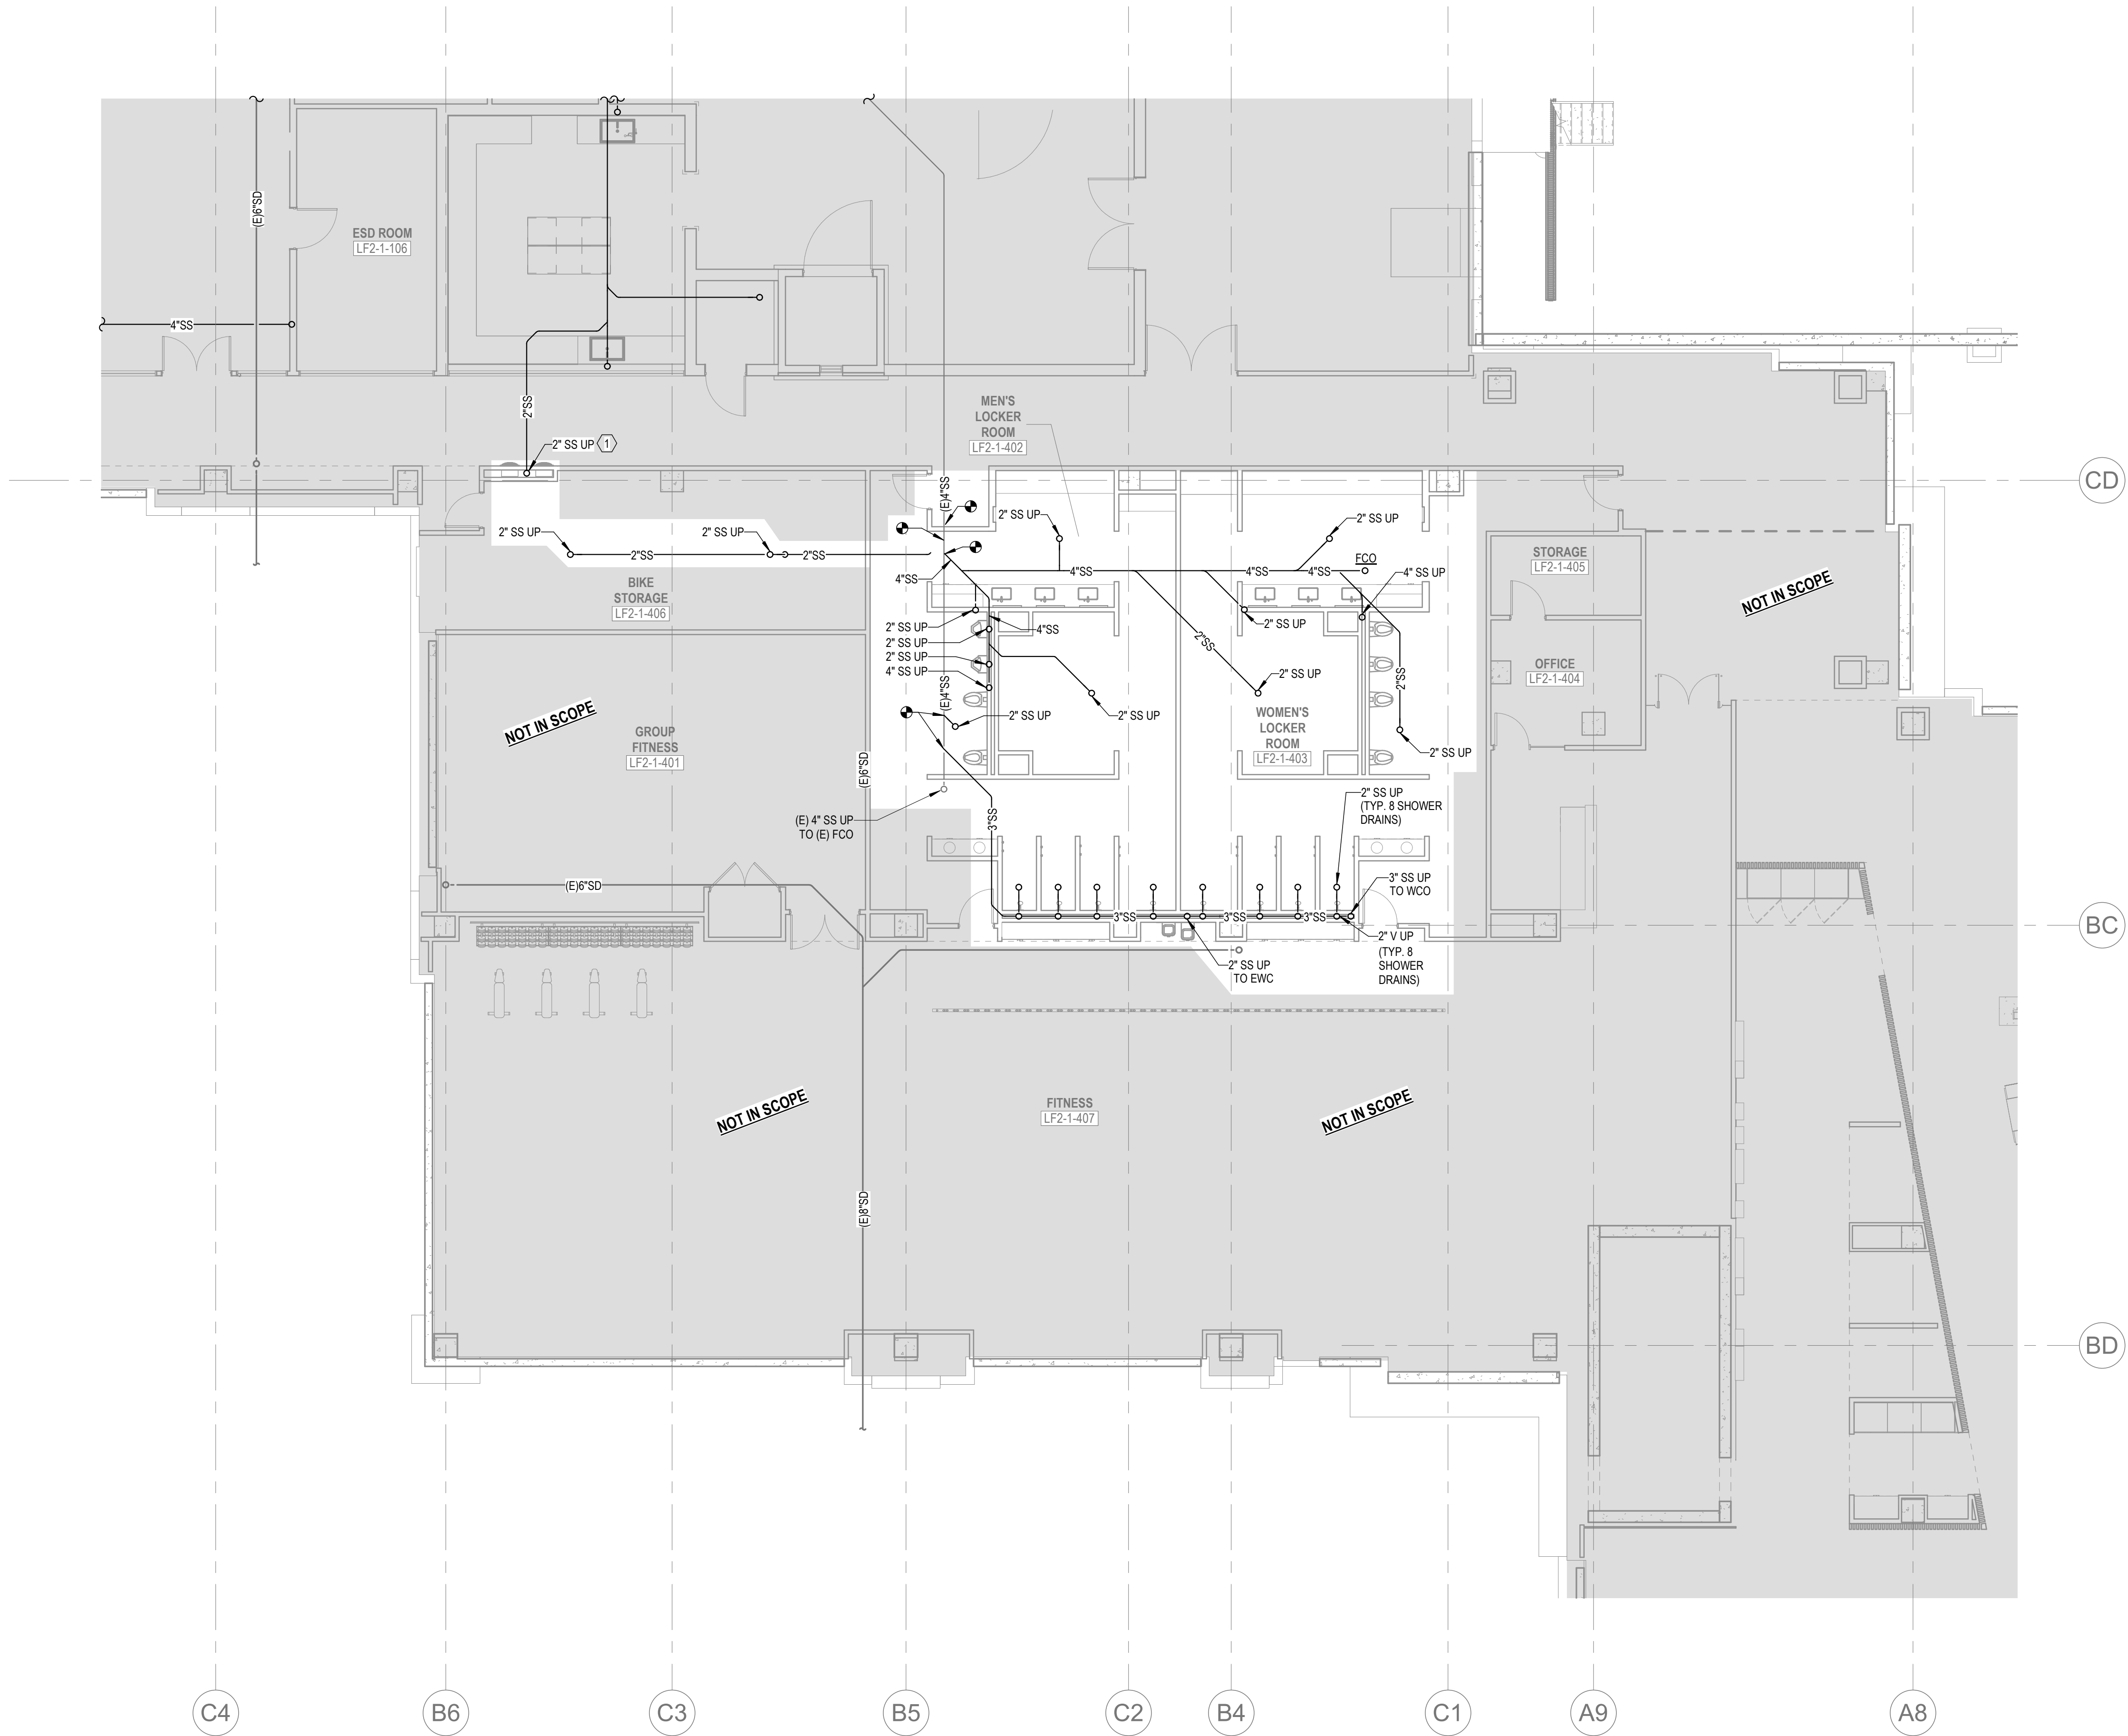 (E)6"SD
ESD ROOM
LF2-1-106
4"SS
2"SS
2" SS UP
1
MEN'S
LOCKER
ROOM
LF2-1-402
CD
(E)4"SS
2" SS UP
2"SS
2" SS UP
2"SS
2" SS UP
2" SS UP
4"SS
4"SS
4"SS
4"SS
FCO
4" SS UP
STORAGE
LF2-1-405
NOT IN SCOPE
BIKE
STORAGE
LF2-1-406
2" SS UP
2" SS UP
2" SS UP
4" SS UP
4"SS
2"SS
2" SS UP
2" SS UP
2" SS UP
2"SS
2" SS UP
OFFICE
LF2-1-404
(E)4"SS
2" SS UP
WOMEN'S
LOCKER
ROOM
LF2-1-403
NOT IN SCOPE
GROUP
FITNESS
LF2-1-401
(E)6"SD
(E) 4" SS UP
TO (E) FCO
3"SS
2" SS UP
(TYP. 8 SHOWER
DRAINS)
3" SS UP
TO WCO
(E)6"SD
3"SS
3"SS
3"SS
BC
2" V UP
(TYP. 8
SHOWER
DRAINS)
2" SS UP
TO EWC
NOT IN SCOPE
FITNESS
LF2-1-407
NOT IN SCOPE
(E)8"SD
BD
C4
B6
C3
B5
C2
B4
C1
A9
A8